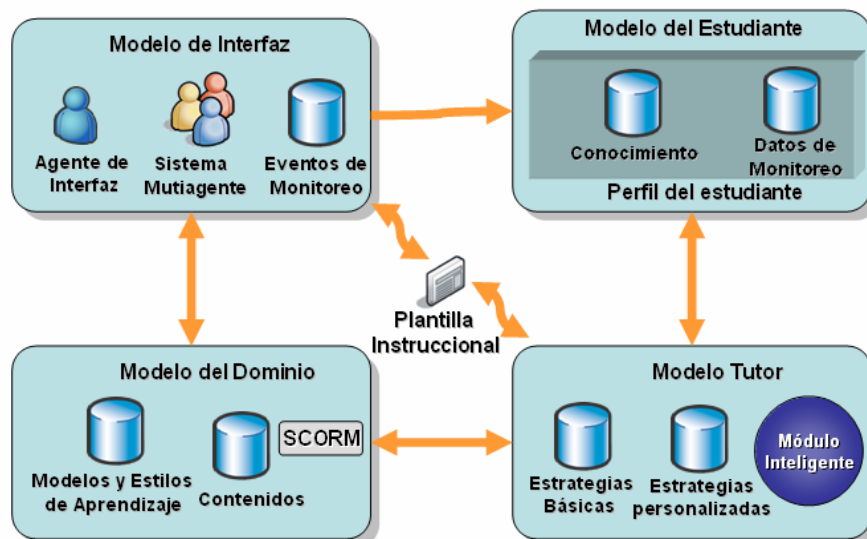 Modelo de Interfaz
Agente de
Interfaz
Sistema
Mutiagente
Eventos de
Monitoreo
Modelo del Estudiante
Conocimiento
Datos de
Monitoreo
Perfil del estudiante
Plantilla
Instruccional
Modelo del Dominio
Modelos y Estilos
de Aprendizaje
Contenidos
SCORM
Modelo Tutor
Estrategias
Básicas
Estrategias
personalizadas
Módulo
Inteligente